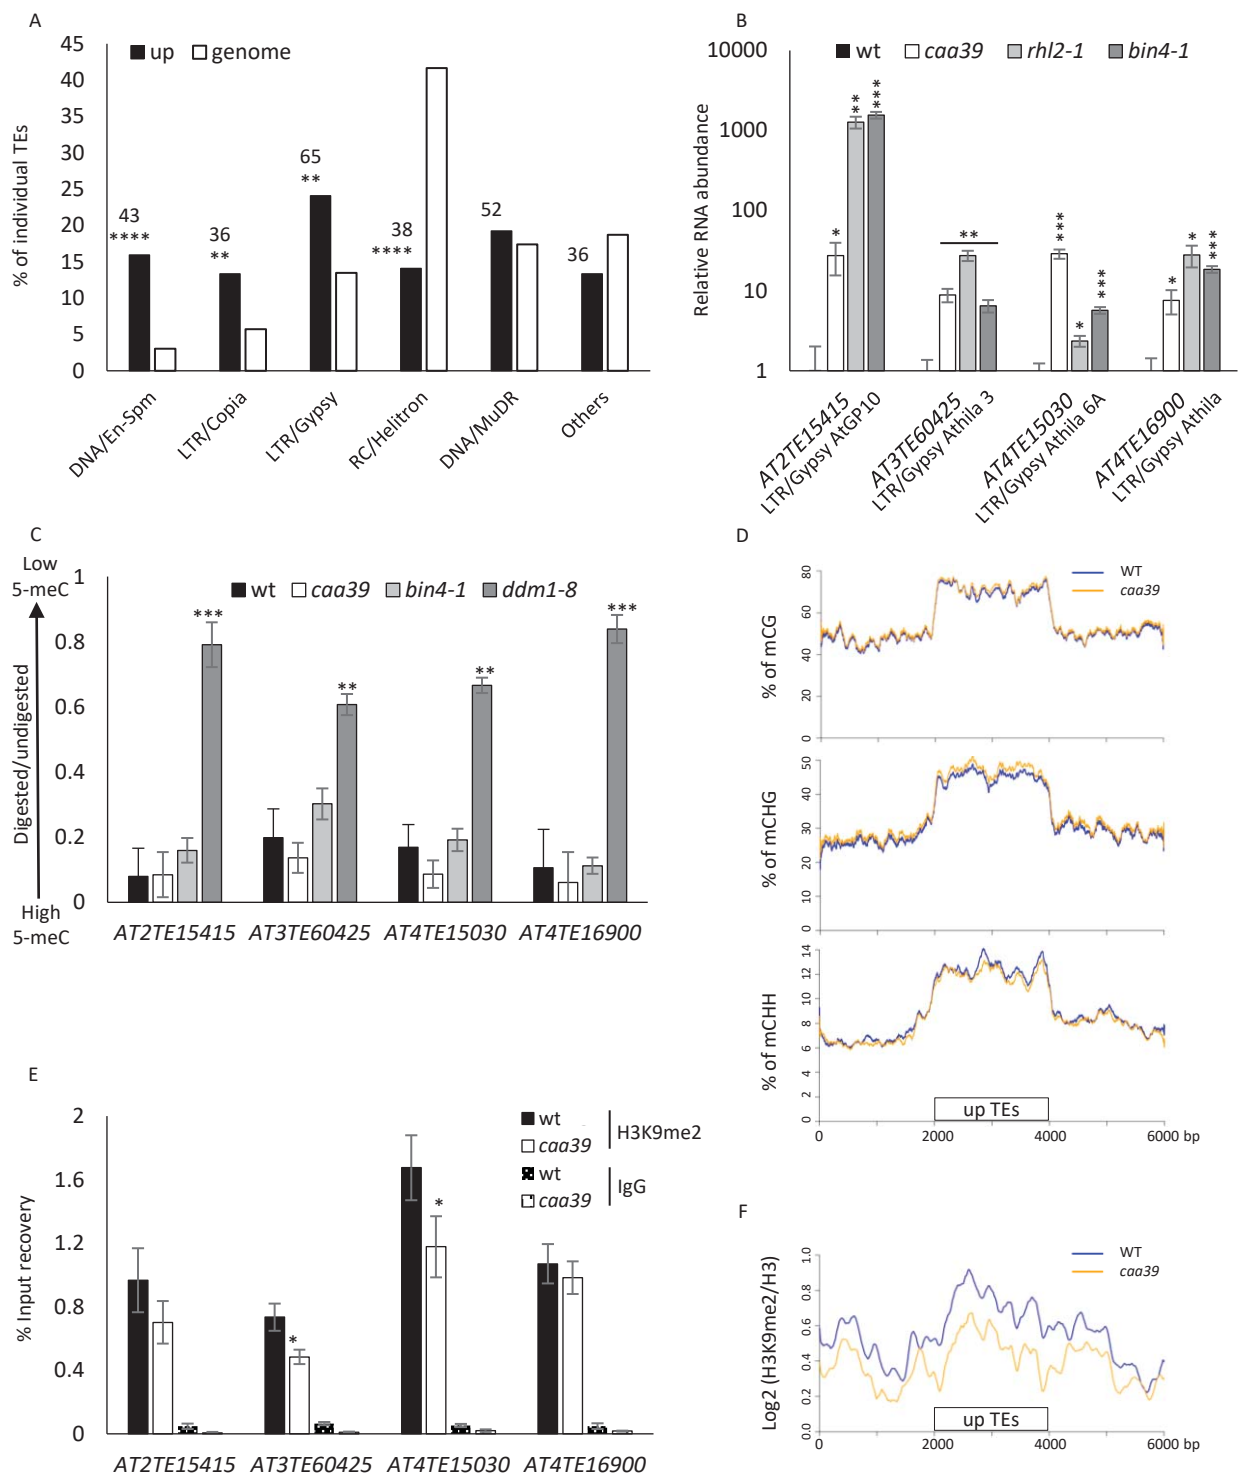 A
45
40
35
30
25
20
15
10
5
0
% of individual TEs
up genome
43
****
36
**
65
**
38
****
52
36
DNA/En-Spm
LTR/Copia
LTR/Gypsy
RC/Helitron
DNA/MuDR
Others
B
10000
1000
100
10
1
Relative RNA abundance
wt caa39 rhl2-1 bin4-1
*
**
***
**
***
*
***
*
*
***
AT2TE15415
LTR/Gypsy AtGP10
AT3TE60425
LTR/Gypsy Athila 3
AT4TE15030
LTR/Gypsy Athila 6A
AT4TE16900
LTR/Gypsy Athila
C
Low
5-meC
High
5-meC
Digested/undigested
1
0.8
0.6
0.4
0.2
0
wt caa39 bin4-1 ddm1-8
***
**
**
***
AT2TE15415 AT3TE60425 AT4TE15030 AT4TE16900
D
WT
caa39
% of mCG
80
60
40
20
0
% of mCHG
50
40
30
20
10
0
% of mCHH
14
12
10
8
6
4
2
0
up TEs
0 2000 4000 6000 bp
E
2
1.6
1.2
0.8
0.4
0
% Input recovery
wt
caa39
H3K9me2
wt
caa39
IgG
*
*
AT2TE15415 AT3TE60425 AT4TE15030 AT4TE16900
F
WT
caa39
Log2 (H3K9me2/H3)
1.0
0.8
0.6
0.4
0.2
0.0
up TEs
0 2000 4000 6000 bp